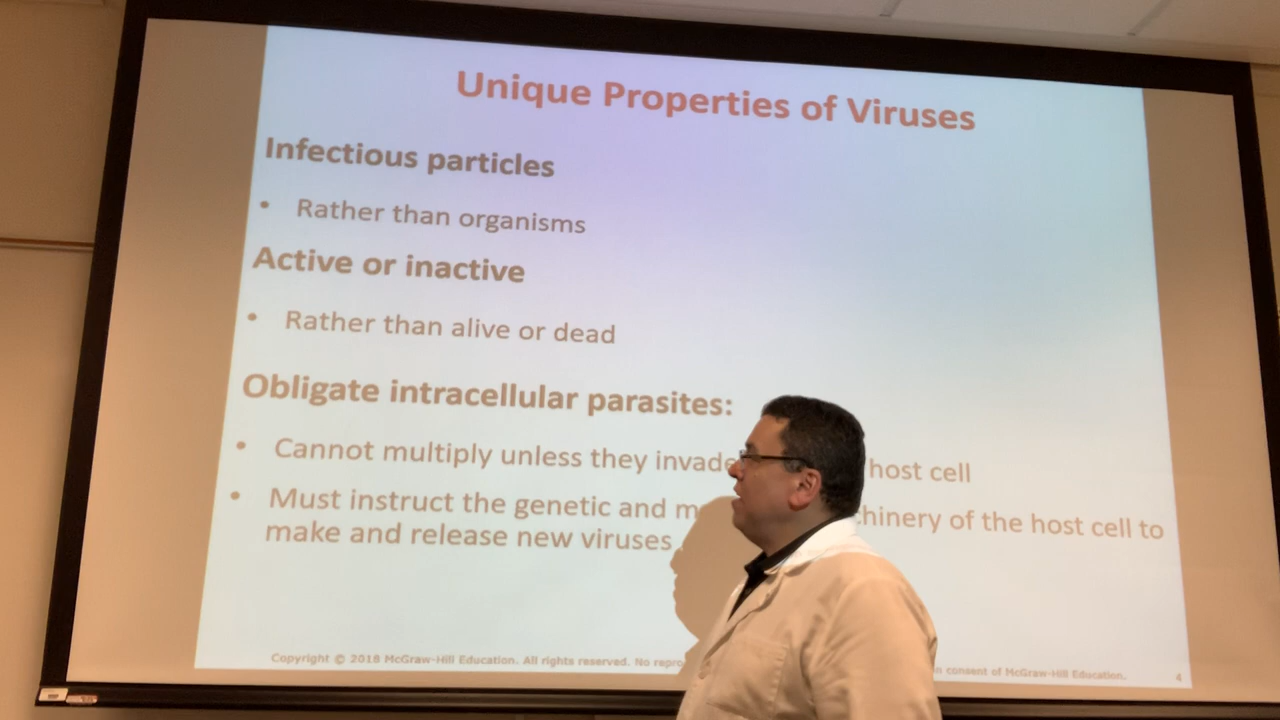 Unique Properties of Viruses
Infectious particles
• Rather than organisms
Active or inactive
• Rather than alive or dead
Obligate intracellular parasites:
• Cannot multiply unless they invade host cell
• Must instruct the genetic and of the host cell to
make and release new viruses
Copyright © 2018 McGraw-Hill Education. All rights reserved. No consent of McGraw-Hill Education. 4